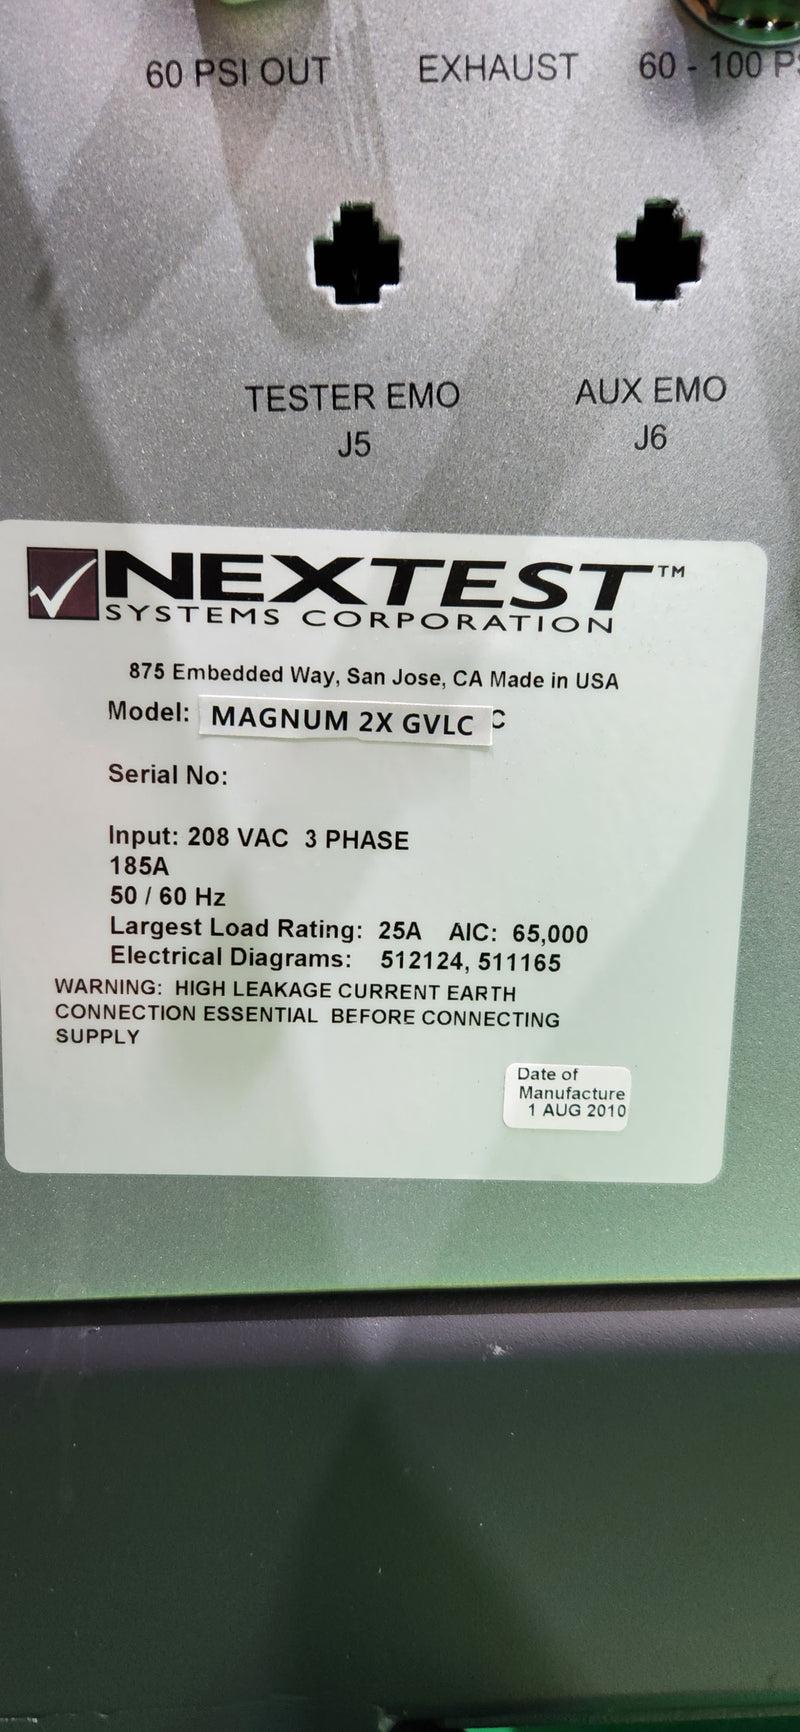 60 PSI OUT EXHAUST 60 - 100 PS
TESTER EMO AUX EMO
J5 J6
NEXTEST™
SYSTEMS CORPORATION
875 Embedded Way, San Jose, CA Made in USA
Model: MAGNUM 2X GVLC C
Serial No:
Input: 208 VAC 3 PHASE
185A
50 / 60 Hz
Largest Load Rating: 25A AIC: 65,000
Electrical Diagrams: 512124, 511165
WARNING: HIGH LEAKAGE CURRENT EARTH
CONNECTION ESSENTIAL BEFORE CONNECTING
SUPPLY
Date of
Manufacture
1 AUG 2010